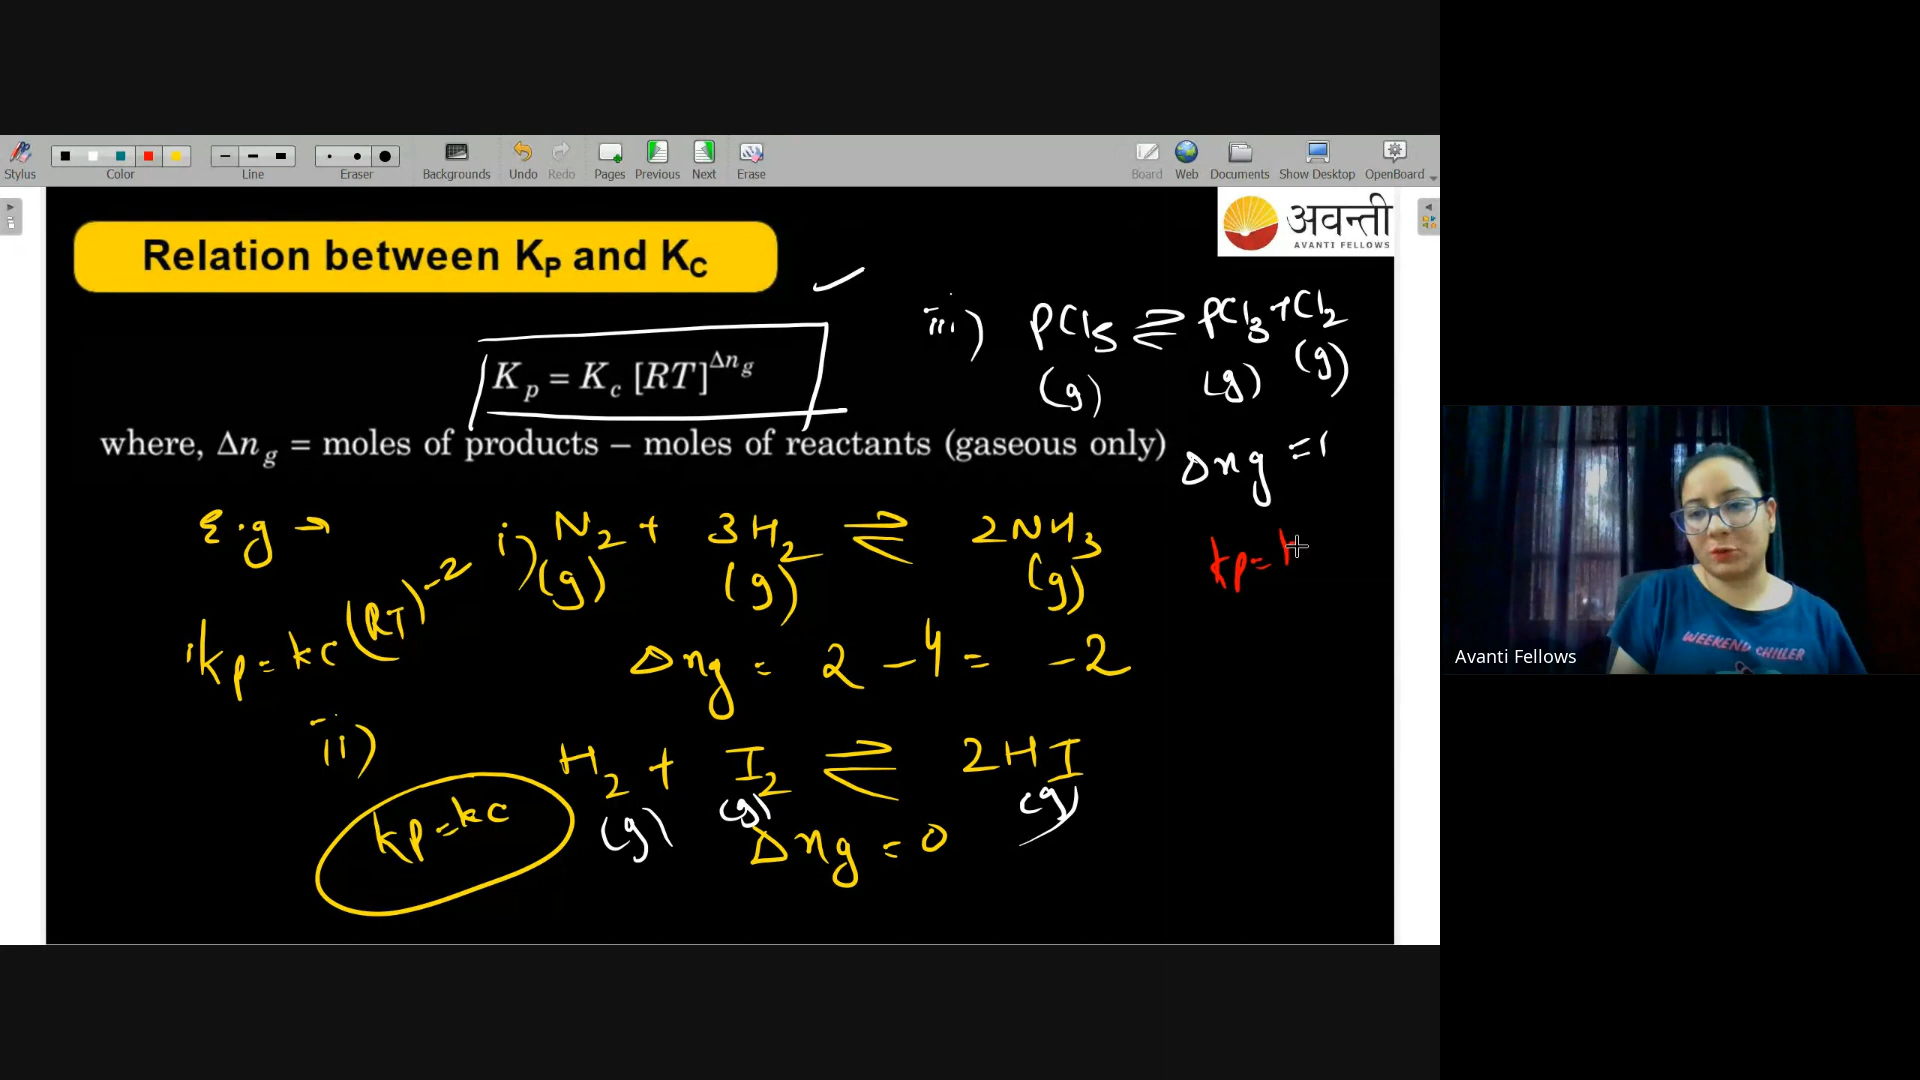 Stylus Color Line Eraser Backgrounds Undo Redo Pages Previous Next Erase Board Web Documents Show Desktop OpenBoard
Relation between KP and KC
अवन्ती
AVANTI FELLOWS
Kp = Kc [RT]^Δng
where, Δng = moles of products − moles of reactants (gaseous only)
iii) PCl5 ⇌ PCl3 + Cl2
(g) (g) (g)
Δng = 1
Kp = K
E.g → i) N2 + 3H2 ⇌ 2NH3
(g) (g) (g)
Kp = Kc (RT)^-2
Δng = 2 - 4 = -2
ii) H2 + I2 ⇌ 2HI
(g) (g) (g)
Kp = Kc
Δng = 0
WEEKEND CHILLER
Avanti Fellows